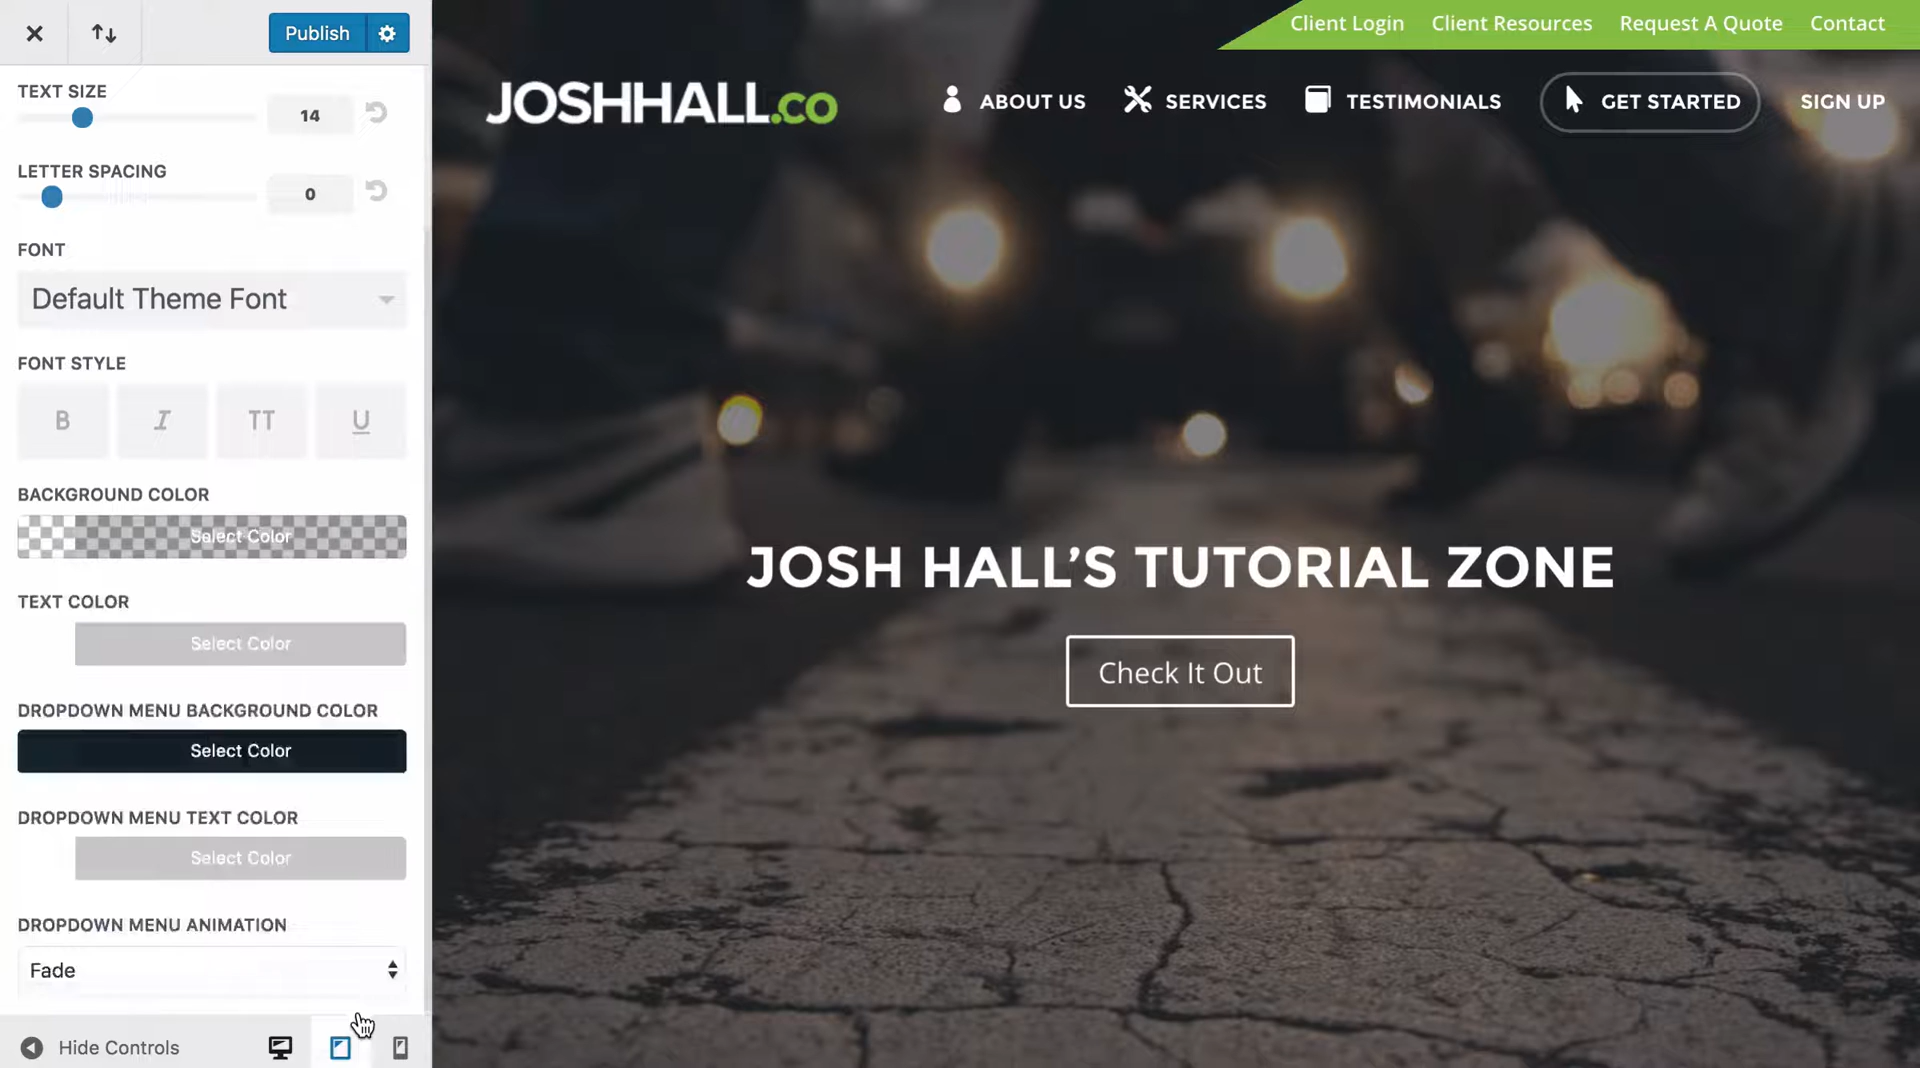 Publish
TEXT SIZE
14
LETTER SPACING
0
FONT
Default Theme Font
FONT STYLE
B I TT U
BACKGROUND COLOR
Select Color
TEXT COLOR
Select Color
DROPDOWN MENU BACKGROUND COLOR
Select Color
DROPDOWN MENU TEXT COLOR
Select Color
DROPDOWN MENU ANIMATION
Fade
Hide Controls
Client Login Client Resources Request A Quote Contact
JOSHHALL.co ABOUT US SERVICES TESTIMONIALS GET STARTED SIGN UP
JOSH HALL’S TUTORIAL ZONE
Check It Out